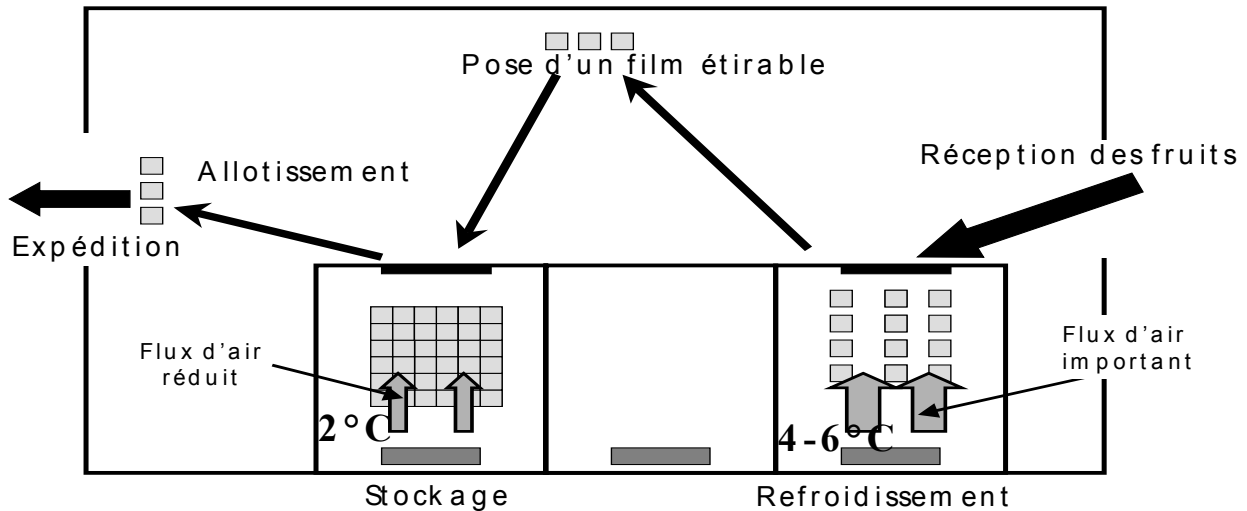 Pose d'un film étirable
Réception des fruits
Allotissement
Expédition
Flux d'air
réduit
Flux d'air
important
2°C
4-6°C
Stockage
Refroidissement